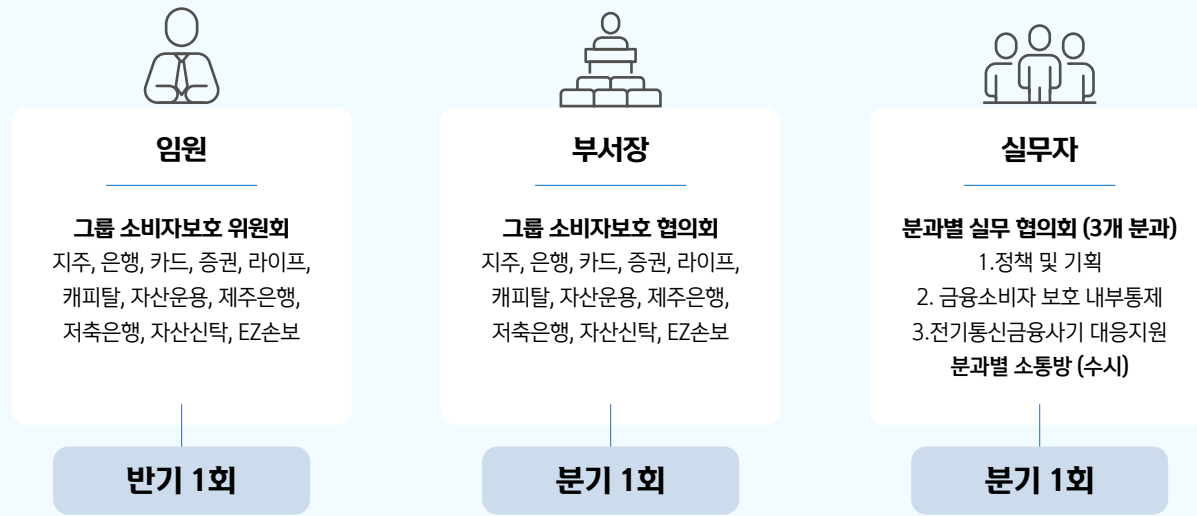 임원
그룹 소비자보호 위원회
지주, 은행, 카드, 증권, 라이프,
캐피탈, 자산운용, 제주은행,
저축은행, 자산신탁, EZ손보
반기 1회
부서장
그룹 소비자보호 협의회
지주, 은행, 카드, 증권, 라이프,
캐피탈, 자산운용, 제주은행,
저축은행, 자산신탁, EZ손보
분기 1회
실무자
분과별 실무 협의회 (3개 분과)
1.정책 및 기획
2. 금융소비자 보호 내부통제
3.전기통신금융사기 대응지원
분과별 소통방 (수시)
분기 1회